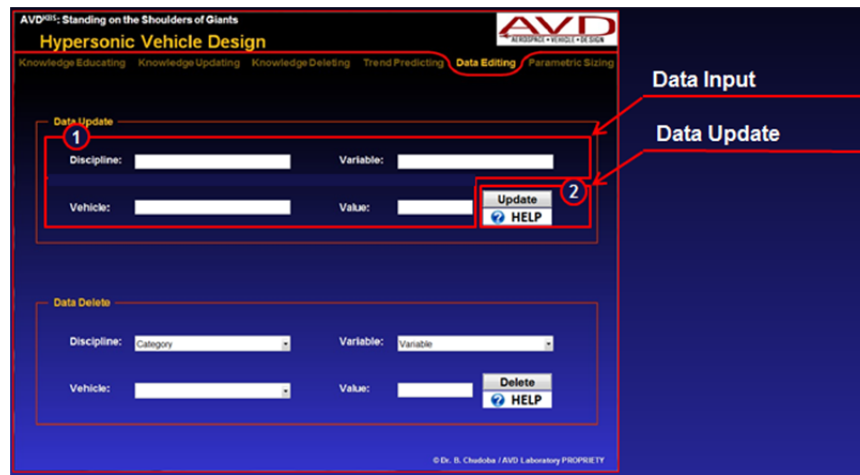 AVDKBS: Standing on the Shoulders of Giants
Hypersonic Vehicle Design
AVD
AEROSPACE • VEHICLE • DESIGN
Knowledge Educating Knowledge Updating Knowledge Deleting Trend Predicting Data Editing Parametric Sizing
Data Input
Data Update
Data Update
1
Discipline: Variable:
2
Vehicle: Value: Update
? HELP
Data Delete
Discipline: Category Variable: Variable
Vehicle: Value: Delete
? HELP
© Dr. B. Chudoba / AVD Laboratory PROPRIETY